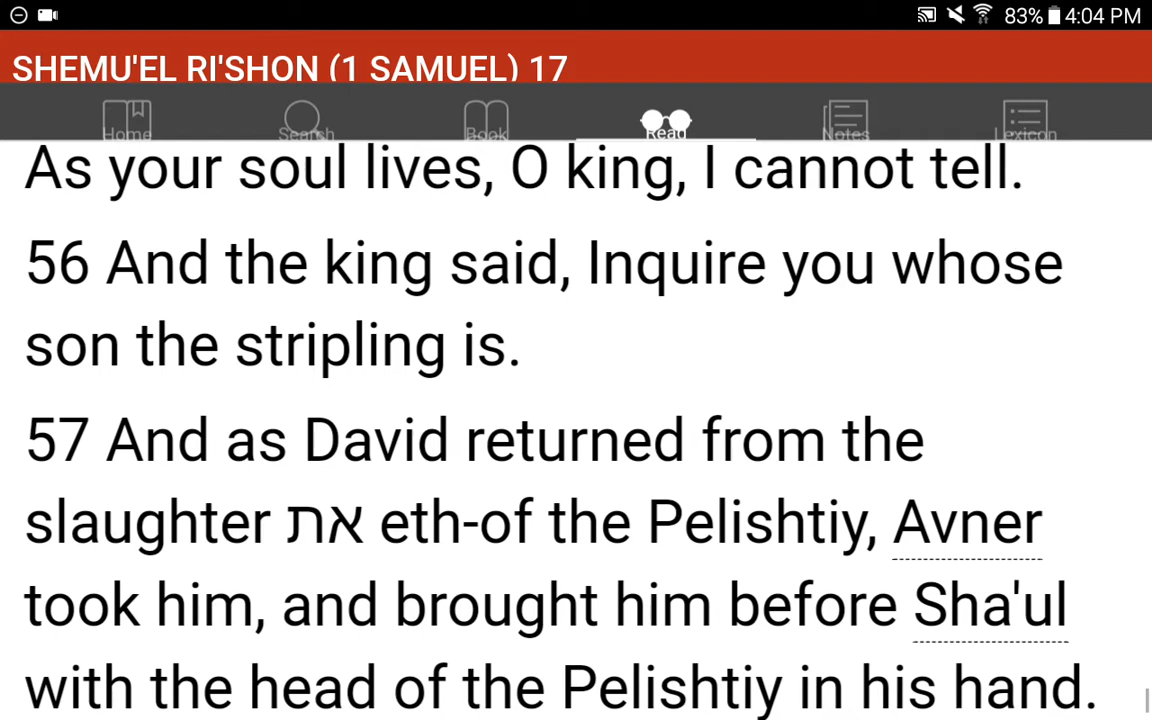 83% 4:04 PM
SHEMU'EL RI'SHON (1 SAMUEL) 17
Home Search Book Read Notes Lexicon
As your soul lives, O king, I cannot tell.
56 And the king said, Inquire you whose
son the stripling is.
57 And as David returned from the
slaughter את eth-of the Pelishtiy, Avner
took him, and brought him before Sha'ul
with the head of the Pelishtiy in his hand.